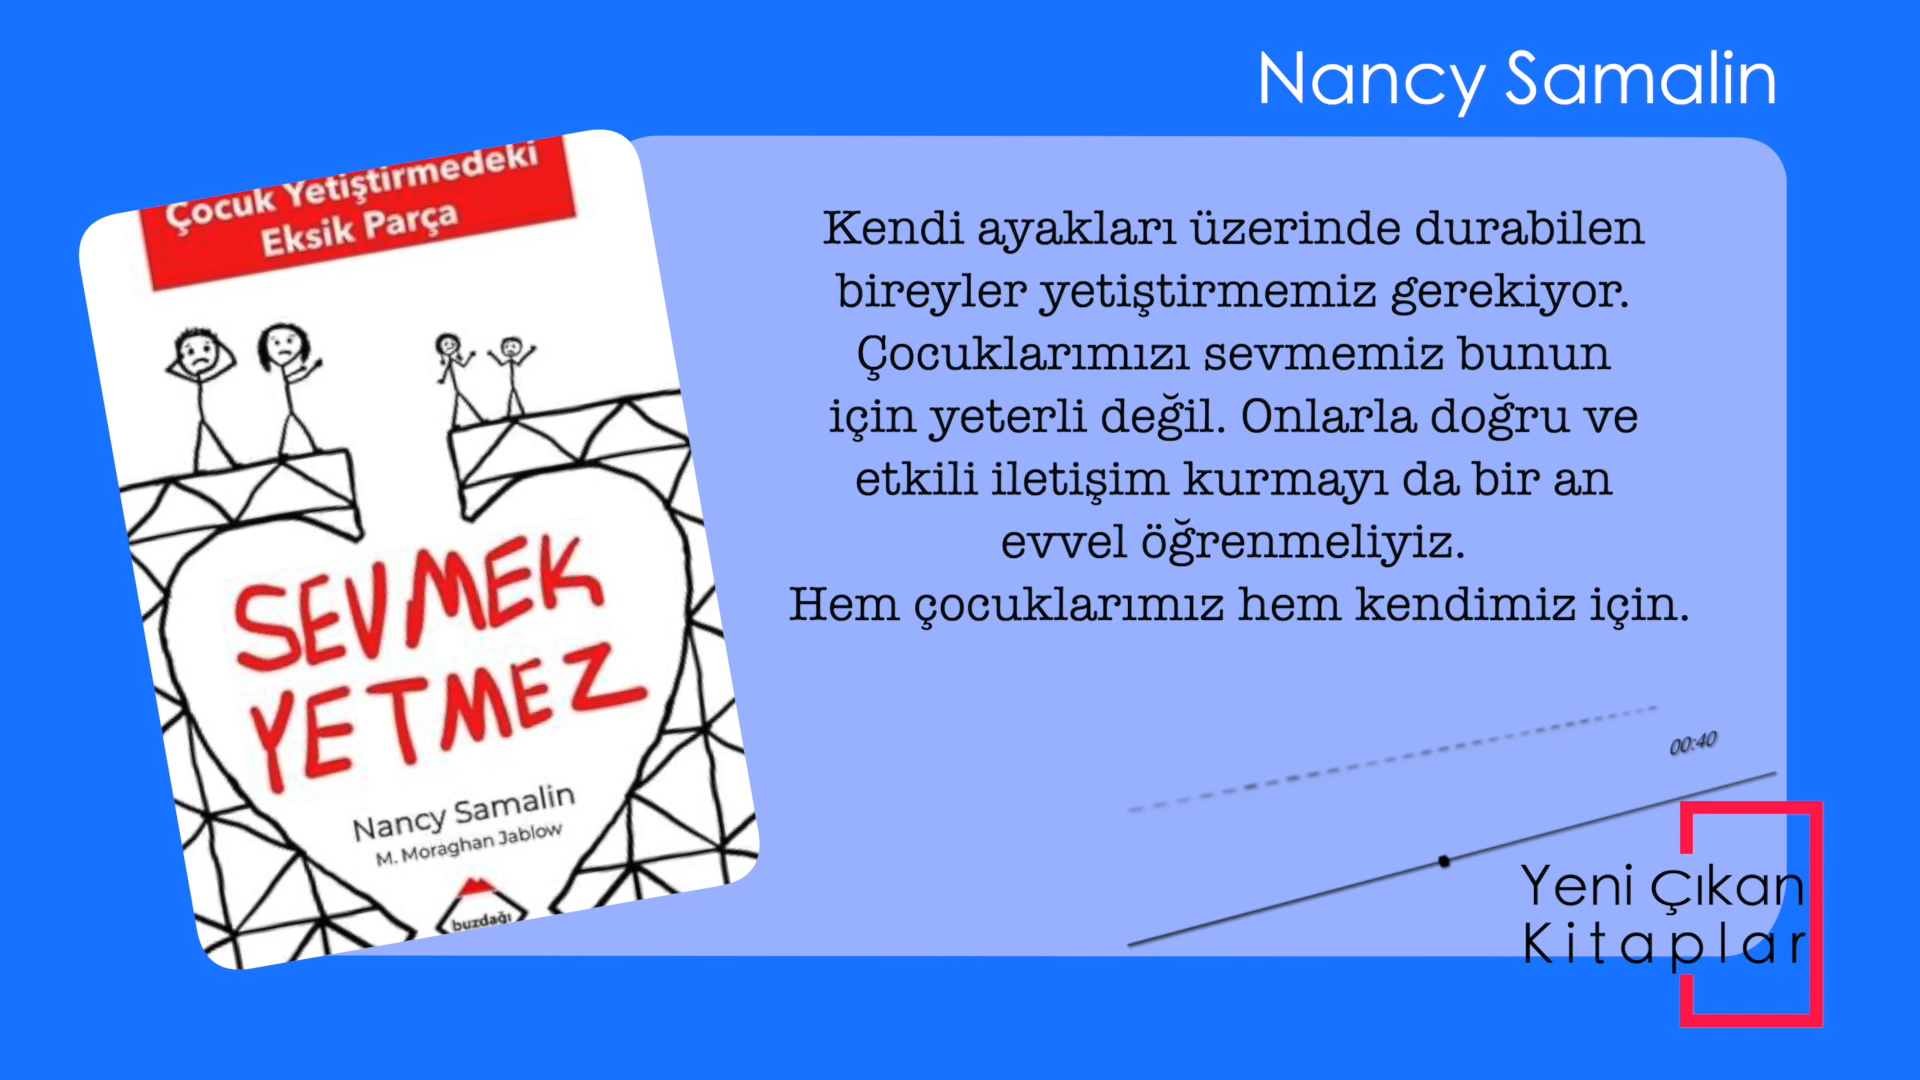 Nancy Samalin
Çocuk Yetiştirmedeki
Eksik Parça
SEVMEK
YETMEZ
Nancy Samalin
M. Moraghan Jablow
buzdağı
Kendi ayakları üzerinde durabilen
bireyler yetiştirmemiz gerekiyor.
Çocuklarımızı sevmemiz bunun
için yeterli değil. Onlarla doğru ve
etkili iletişim kurmayı da bir an
evvel öğrenmeliyiz.
Hem çocuklarımız hem kendimiz için.
00:40
Yeni Çıkan
Kitaplar